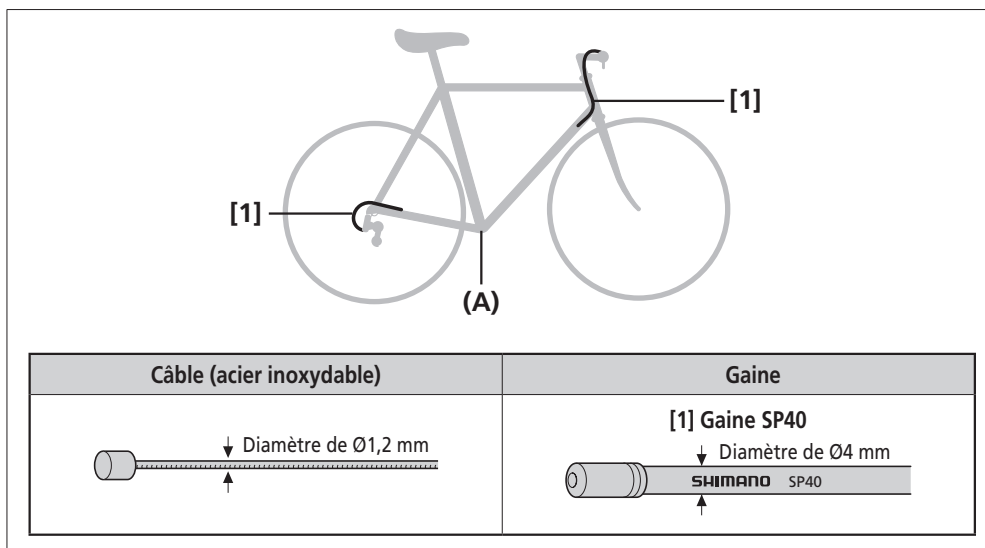 [1]
[1]
(A)
Câble (acier inoxydable)
Gaine
Diamètre de Ø1,2 mm
[1] Gaine SP40
Diamètre de Ø4 mm
SHIMANO SP40